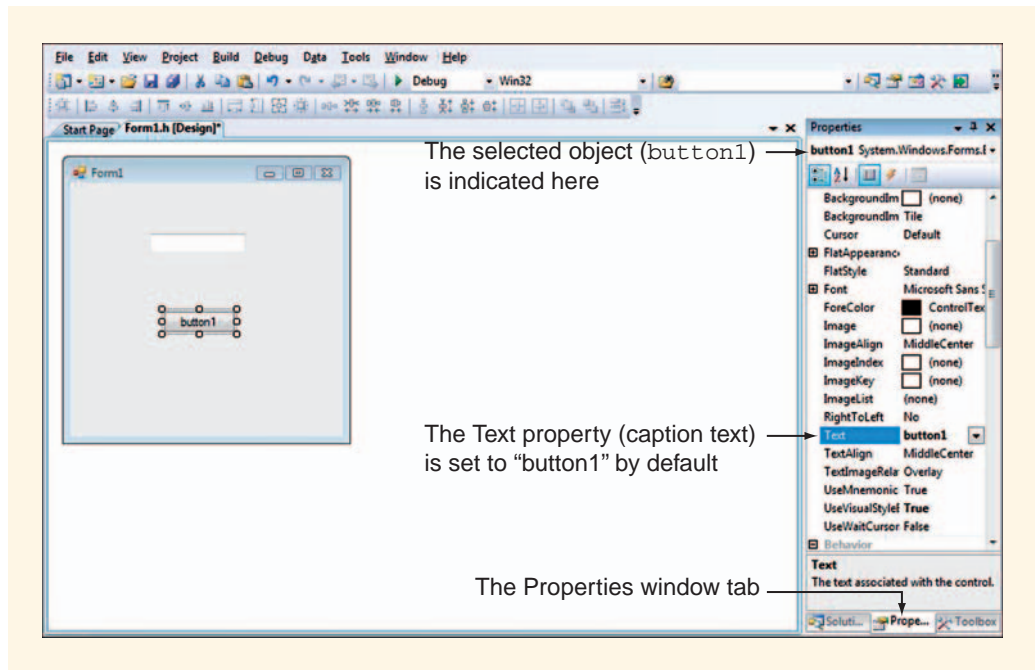 File Edit View Project Build Debug Data Tools Window Help
Debug Win32
Start Page Form1.h [Design]*
Properties
The selected object (button1)
is indicated here
button1 System.Windows.Forms.
Form1
button1
BackgroundIm (none)
BackgroundIm Tile
Cursor Default
FlatAppearanc
FlatStyle Standard
Font Microsoft Sans
ForeColor ControlTex
Image (none)
ImageAlign MiddleCenter
ImageIndex (none)
ImageKey (none)
ImageList (none)
RightToLeft No
The Text property (caption text)
is set to “button1” by default
Text button1
TextAlign MiddleCenter
TextImageRela Overlay
UseMnemonic True
UseVisualStyle True
UseWaitCursor False
Behavior
Text
The text associated with the control.
The Properties window tab
Soluti... Prope... Toolbox